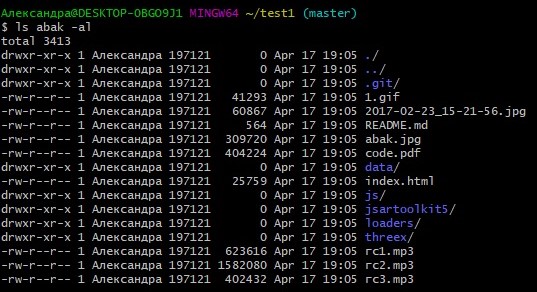 Александра@DESKTOP-OBGO9J1 MINGW64 ~/test1 (master)
$ ls abak -al
total 3413
drwxr-xr-x 1 Александра 197121 0 Apr 17 19:05 ./
drwxr-xr-x 1 Александра 197121 0 Apr 17 19:05 ../
drwxr-xr-x 1 Александра 197121 0 Apr 17 19:05 .git/
-rw-r--r-- 1 Александра 197121 41293 Apr 17 19:05 1.gif
-rw-r--r-- 1 Александра 197121 60867 Apr 17 19:05 2017-02-23_15-21-56.jpg
-rw-r--r-- 1 Александра 197121 564 Apr 17 19:05 README.md
-rw-r--r-- 1 Александра 197121 309720 Apr 17 19:05 abak.jpg
-rw-r--r-- 1 Александра 197121 404224 Apr 17 19:05 code.pdf
drwxr-xr-x 1 Александра 197121 0 Apr 17 19:05 data/
-rw-r--r-- 1 Александра 197121 25759 Apr 17 19:05 index.html
drwxr-xr-x 1 Александра 197121 0 Apr 17 19:05 js/
drwxr-xr-x 1 Александра 197121 0 Apr 17 19:05 jsartoolkit5/
drwxr-xr-x 1 Александра 197121 0 Apr 17 19:05 loaders/
drwxr-xr-x 1 Александра 197121 0 Apr 17 19:05 threex/
-rw-r--r-- 1 Александра 197121 623616 Apr 17 19:05 rc1.mp3
-rw-r--r-- 1 Александра 197121 1582080 Apr 17 19:05 rc2.mp3
-rw-r--r-- 1 Александра 197121 402432 Apr 17 19:05 rc3.mp3